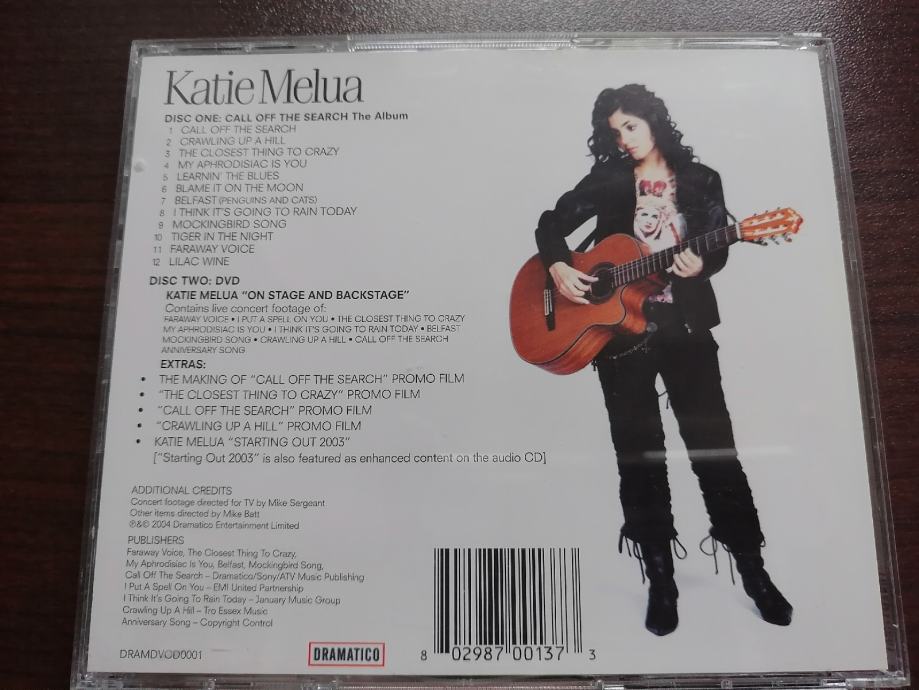 Katie Melua
DISC ONE: CALL OFF THE SEARCH The Album
1 CALL OFF THE SEARCH
2 CRAWLING UP A HILL
3 THE CLOSEST THING TO CRAZY
4 MY APHRODISIAC IS YOU
5 LEARNIN' THE BLUES
6 BLAME IT ON THE MOON
7 BELFAST (PENGUINS AND CATS)
8 I THINK IT'S GOING TO RAIN TODAY
9 MOCKINGBIRD SONG
10 TIGER IN THE NIGHT
11 FARAWAY VOICE
12 LILAC WINE
DISC TWO: DVD
KATIE MELUA "ON STAGE AND BACKSTAGE"
Contains live concert footage of:
FARAWAY VOICE • I PUT A SPELL ON YOU • THE CLOSEST THING TO CRAZY
MY APHRODISIAC IS YOU • I THINK IT'S GOING TO RAIN TODAY • BELFAST
MOCKINGBIRD SONG • CRAWLING UP A HILL • CALL OFF THE SEARCH
ANNIVERSARY SONG
EXTRAS:
• THE MAKING OF "CALL OFF THE SEARCH" PROMO FILM
• "THE CLOSEST THING TO CRAZY" PROMO FILM
• "CALL OFF THE SEARCH" PROMO FILM
• "CRAWLING UP A HILL" PROMO FILM
• KATIE MELUA "STARTING OUT 2003"
["Starting Out 2003" is also featured as enhanced content on the audio CD]
ADDITIONAL CREDITS
Concert footage directed for TV by Mike Sergeant
Other items directed by Mike Batt
℗&© 2004 Dramatico Entertainment Limited
PUBLISHERS
Faraway Voice, The Closest Thing To Crazy,
My Aphrodisiac Is You, Belfast, Mockingbird Song,
Call Off The Search – Dramatico/Sony/ATV Music Publishing
I Put A Spell On You – EMI United Partnership
I Think It's Going To Rain Today – January Music Group
Crawling Up A Hill – Tro Essex Music
Anniversary Song – Copyright Control
DRAMDVCD0001
DRAMATICO
8 02987 00137 3